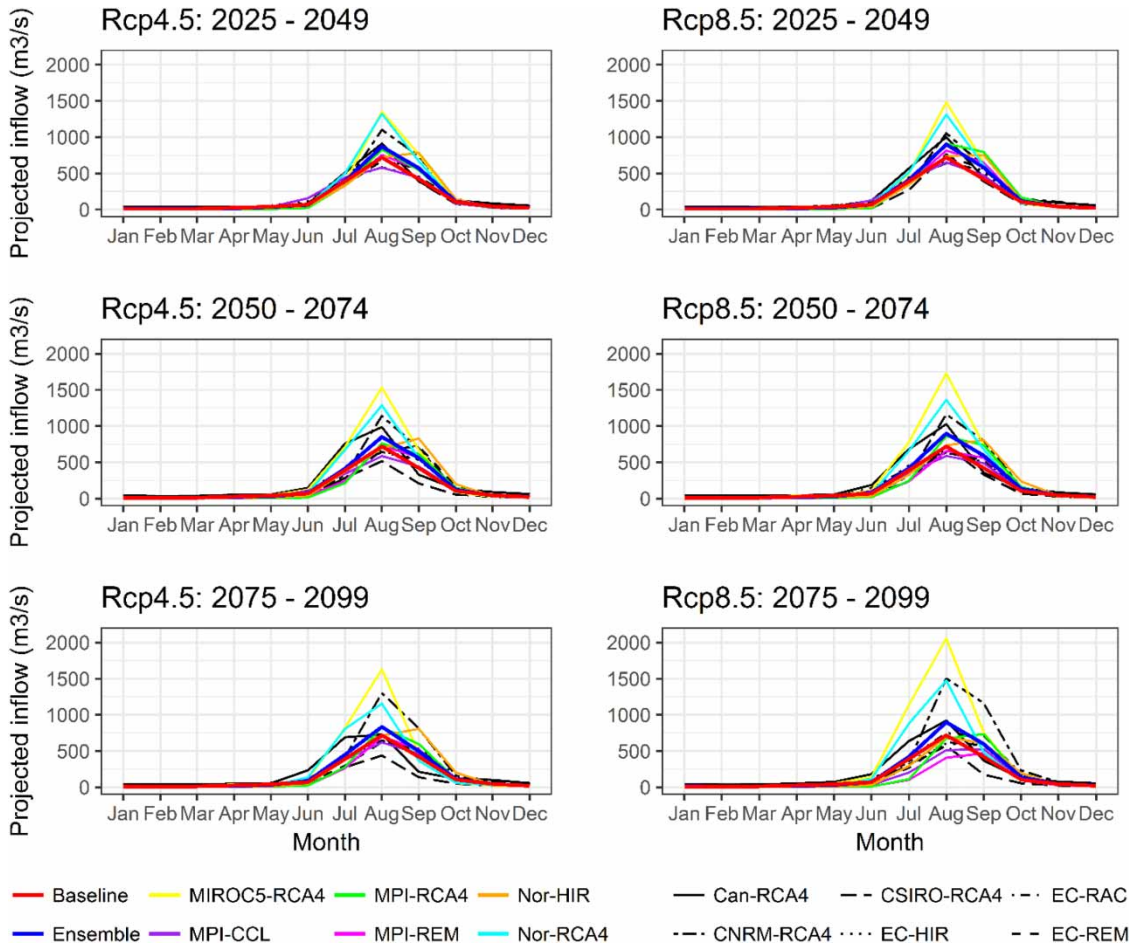 Rcp4.5: 2025 - 2049
Rcp8.5: 2025 - 2049
Projected inflow (m3/s)
2000
1500
1000
500
0
2000
1500
1000
500
0
Jan Feb Mar Apr May Jun Jul Aug Sep Oct Nov Dec
Jan Feb Mar Apr May Jun Jul Aug Sep Oct Nov Dec
Rcp4.5: 2050 - 2074
Rcp8.5: 2050 - 2074
Projected inflow (m3/s)
2000
1500
1000
500
0
2000
1500
1000
500
0
Jan Feb Mar Apr May Jun Jul Aug Sep Oct Nov Dec
Jan Feb Mar Apr May Jun Jul Aug Sep Oct Nov Dec
Rcp4.5: 2075 - 2099
Rcp8.5: 2075 - 2099
Projected inflow (m3/s)
2000
1500
1000
500
0
2000
1500
1000
500
0
Jan Feb Mar Apr May Jun Jul Aug Sep Oct Nov Dec
Jan Feb Mar Apr May Jun Jul Aug Sep Oct Nov Dec
Month
Month
Baseline MIROC5-RCA4 MPI-RCA4 Nor-HIR Can-RCA4 CSIRO-RCA4 EC-RAC
Ensemble MPI-CCL MPI-REM Nor-RCA4 CNRM-RCA4 EC-HIR EC-REM